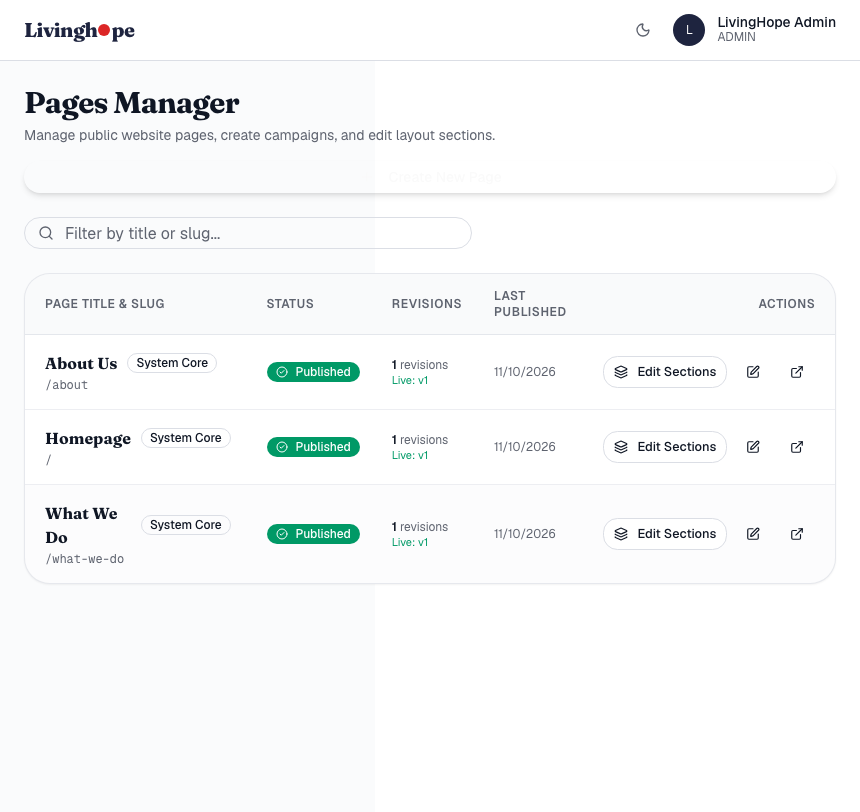 Livinghope
L
LivingHope Admin
ADMIN
Pages Manager
Manage public website pages, create campaigns, and edit layout sections.
Create New Page
Filter by title or slug...
PAGE TITLE & SLUG STATUS REVISIONS LAST PUBLISHED ACTIONS
About Us System Core Published 1 revisions 11/10/2026 Edit Sections
/about Live: v1
Homepage System Core Published 1 revisions 11/10/2026 Edit Sections
/ Live: v1
What We
Do System Core Published 1 revisions 11/10/2026 Edit Sections
/what-we-do Live: v1